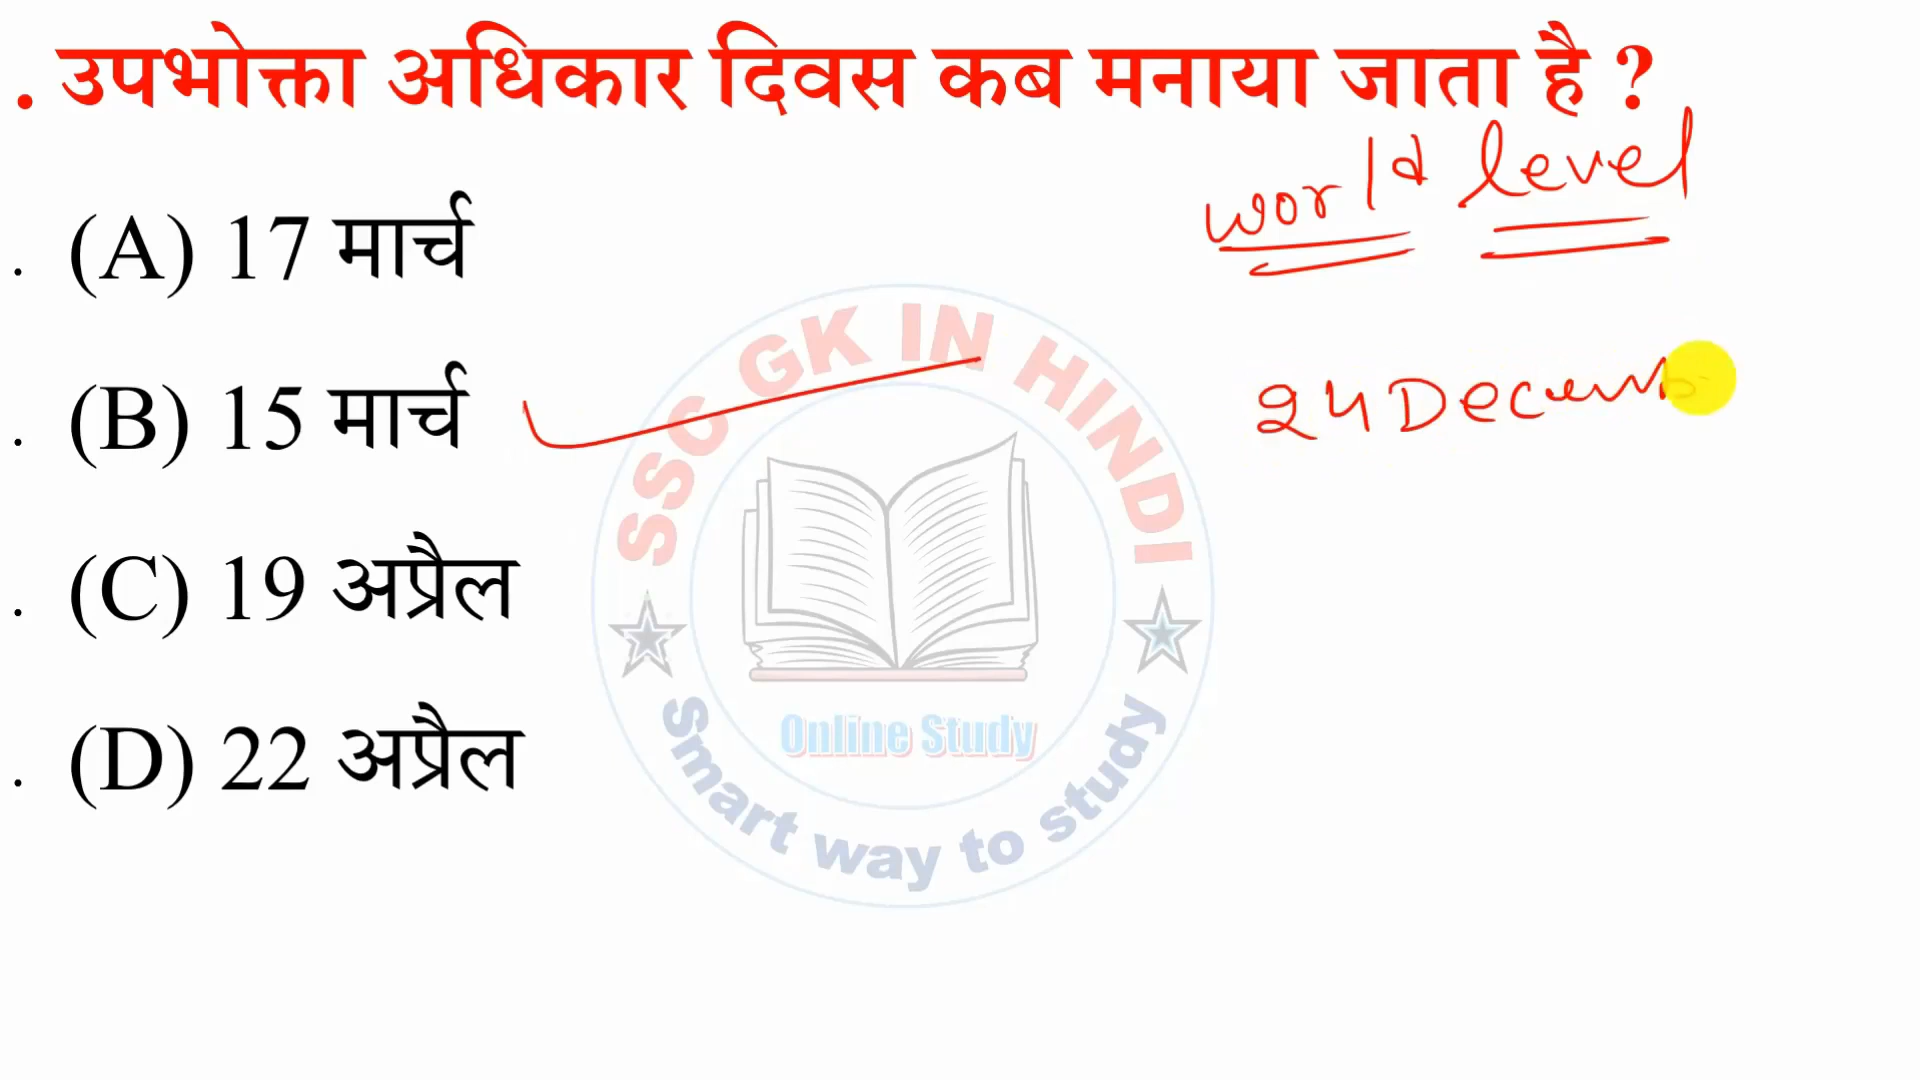 . उपभोक्ता अधिकार दिवस कब मनाया जाता है ?
world level
. (A) 17 मार्च
. (B) 15 मार्च
24 Decemb
. (C) 19 अप्रैल
. (D) 22 अप्रैल
SSC GK IN HINDI
Online Study
Smart way to study